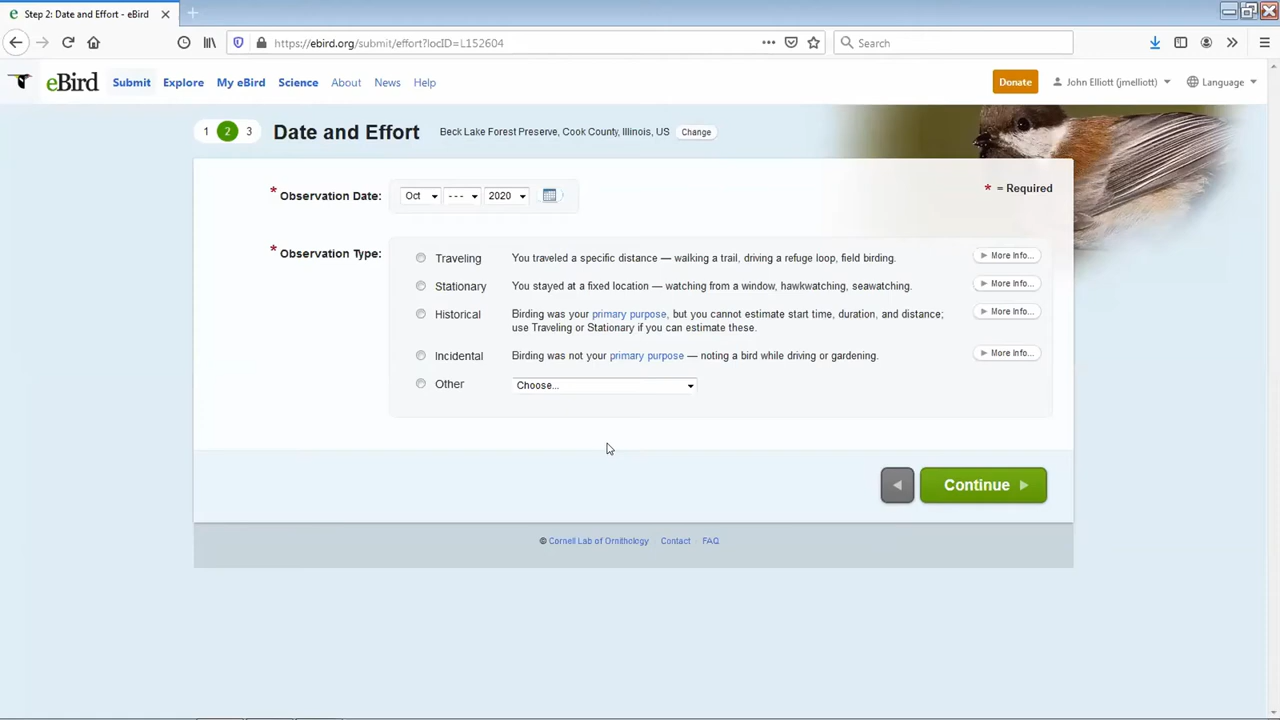 Step 2: Date and Effort - eBird
https://ebird.org/submit/effort?locID=L152604
Search
eBird Submit Explore My eBird Science About News Help Donate John Elliott (jmelliott) Language
1 2 3 Date and Effort Beck Lake Forest Preserve, Cook County, Illinois, US Change
* = Required
* Observation Date: Oct --- 2020
* Observation Type:
Traveling You traveled a specific distance — walking a trail, driving a refuge loop, field birding. More Info...
Stationary You stayed at a fixed location — watching from a window, hawkwatching, seawatching. More Info...
Historical Birding was your primary purpose, but you cannot estimate start time, duration, and distance; More Info...
use Traveling or Stationary if you can estimate these.
Incidental Birding was not your primary purpose — noting a bird while driving or gardening. More Info...
Other Choose...
Continue
© Cornell Lab of Ornithology · Contact · FAQ